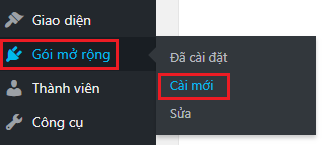 Giao diện
Gói mở rộng
Thành viên
Công cụ
Đã cài đặt
Cài mới
Sửa